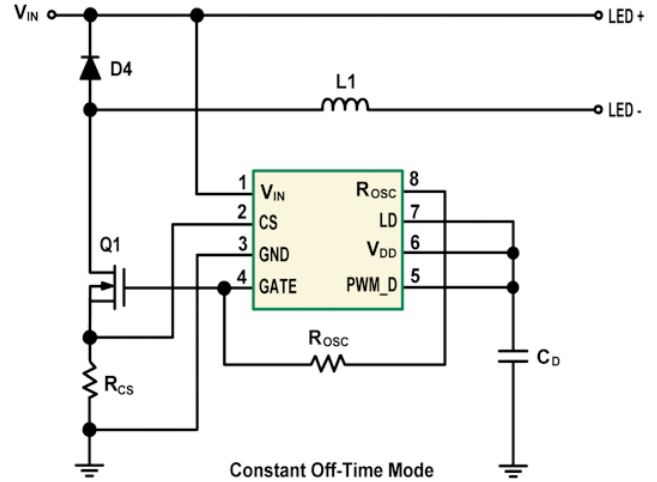 VIN
LED +
D4
L1
LED -
1
VIN
ROSC
8
2
CS
LD
7
3
GND
VDD
6
4
GATE
PWM_D
5
Q1
ROSC
RCS
CD
Constant Off-Time Mode